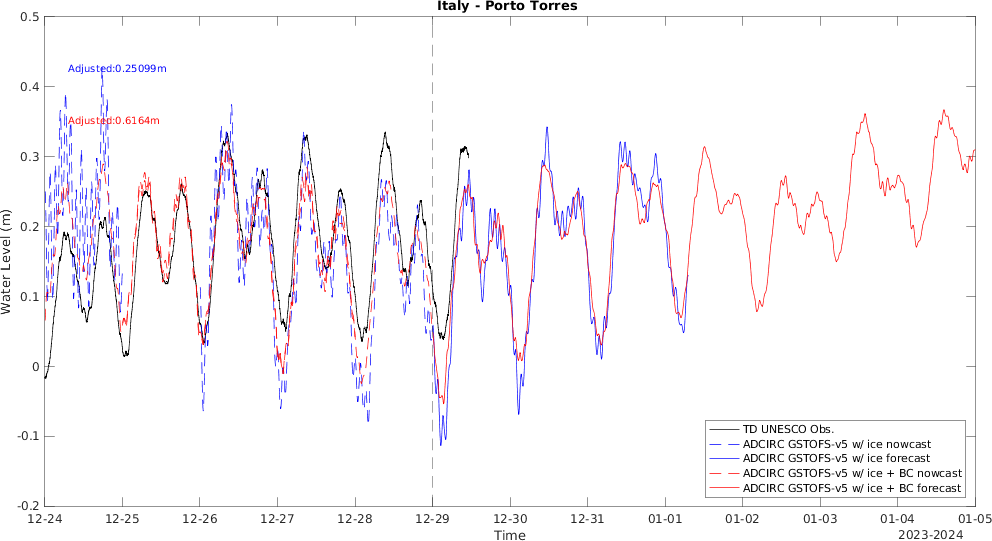 Italy - Porto Torres
Water Level (m)
0.5
0.4
0.3
0.2
0.1
0
-0.1
-0.2
Adjusted:0.25099m
Adjusted:0.6164m
TD UNESCO Obs.
ADCIRC GSTOFS-v5 w/ ice nowcast
ADCIRC GSTOFS-v5 w/ ice forecast
ADCIRC GSTOFS-v5 w/ ice + BC nowcast
ADCIRC GSTOFS-v5 w/ ice + BC forecast
12-24 12-25 12-26 12-27 12-28 12-29 12-30 12-31 01-01 01-02 01-03 01-04 01-05
Time
2023-2024